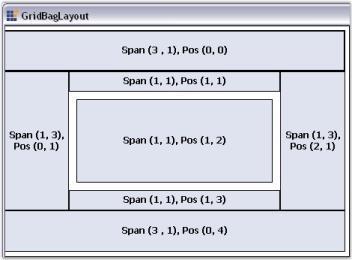 GridBagLayout
Span (3 , 1), Pos (0, 0)
Span (1, 1), Pos (1, 1)
Span (1, 3),
Pos (0, 1)
Span (1, 1), Pos (1, 2)
Span (1, 3),
Pos (2, 1)
Span (1, 1), Pos (1, 3)
Span (3 , 1), Pos (0, 4)